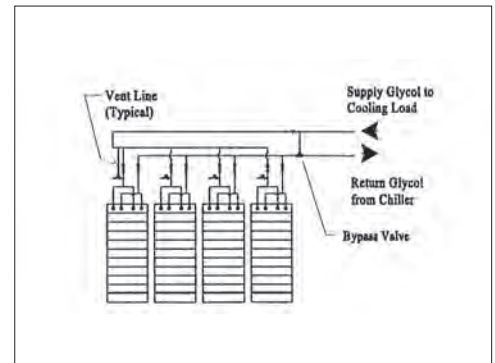 Vent Line
(Typical)
Supply Glycol to
Cooling Load
Return Glycol
from Chiller
Bypass Valve